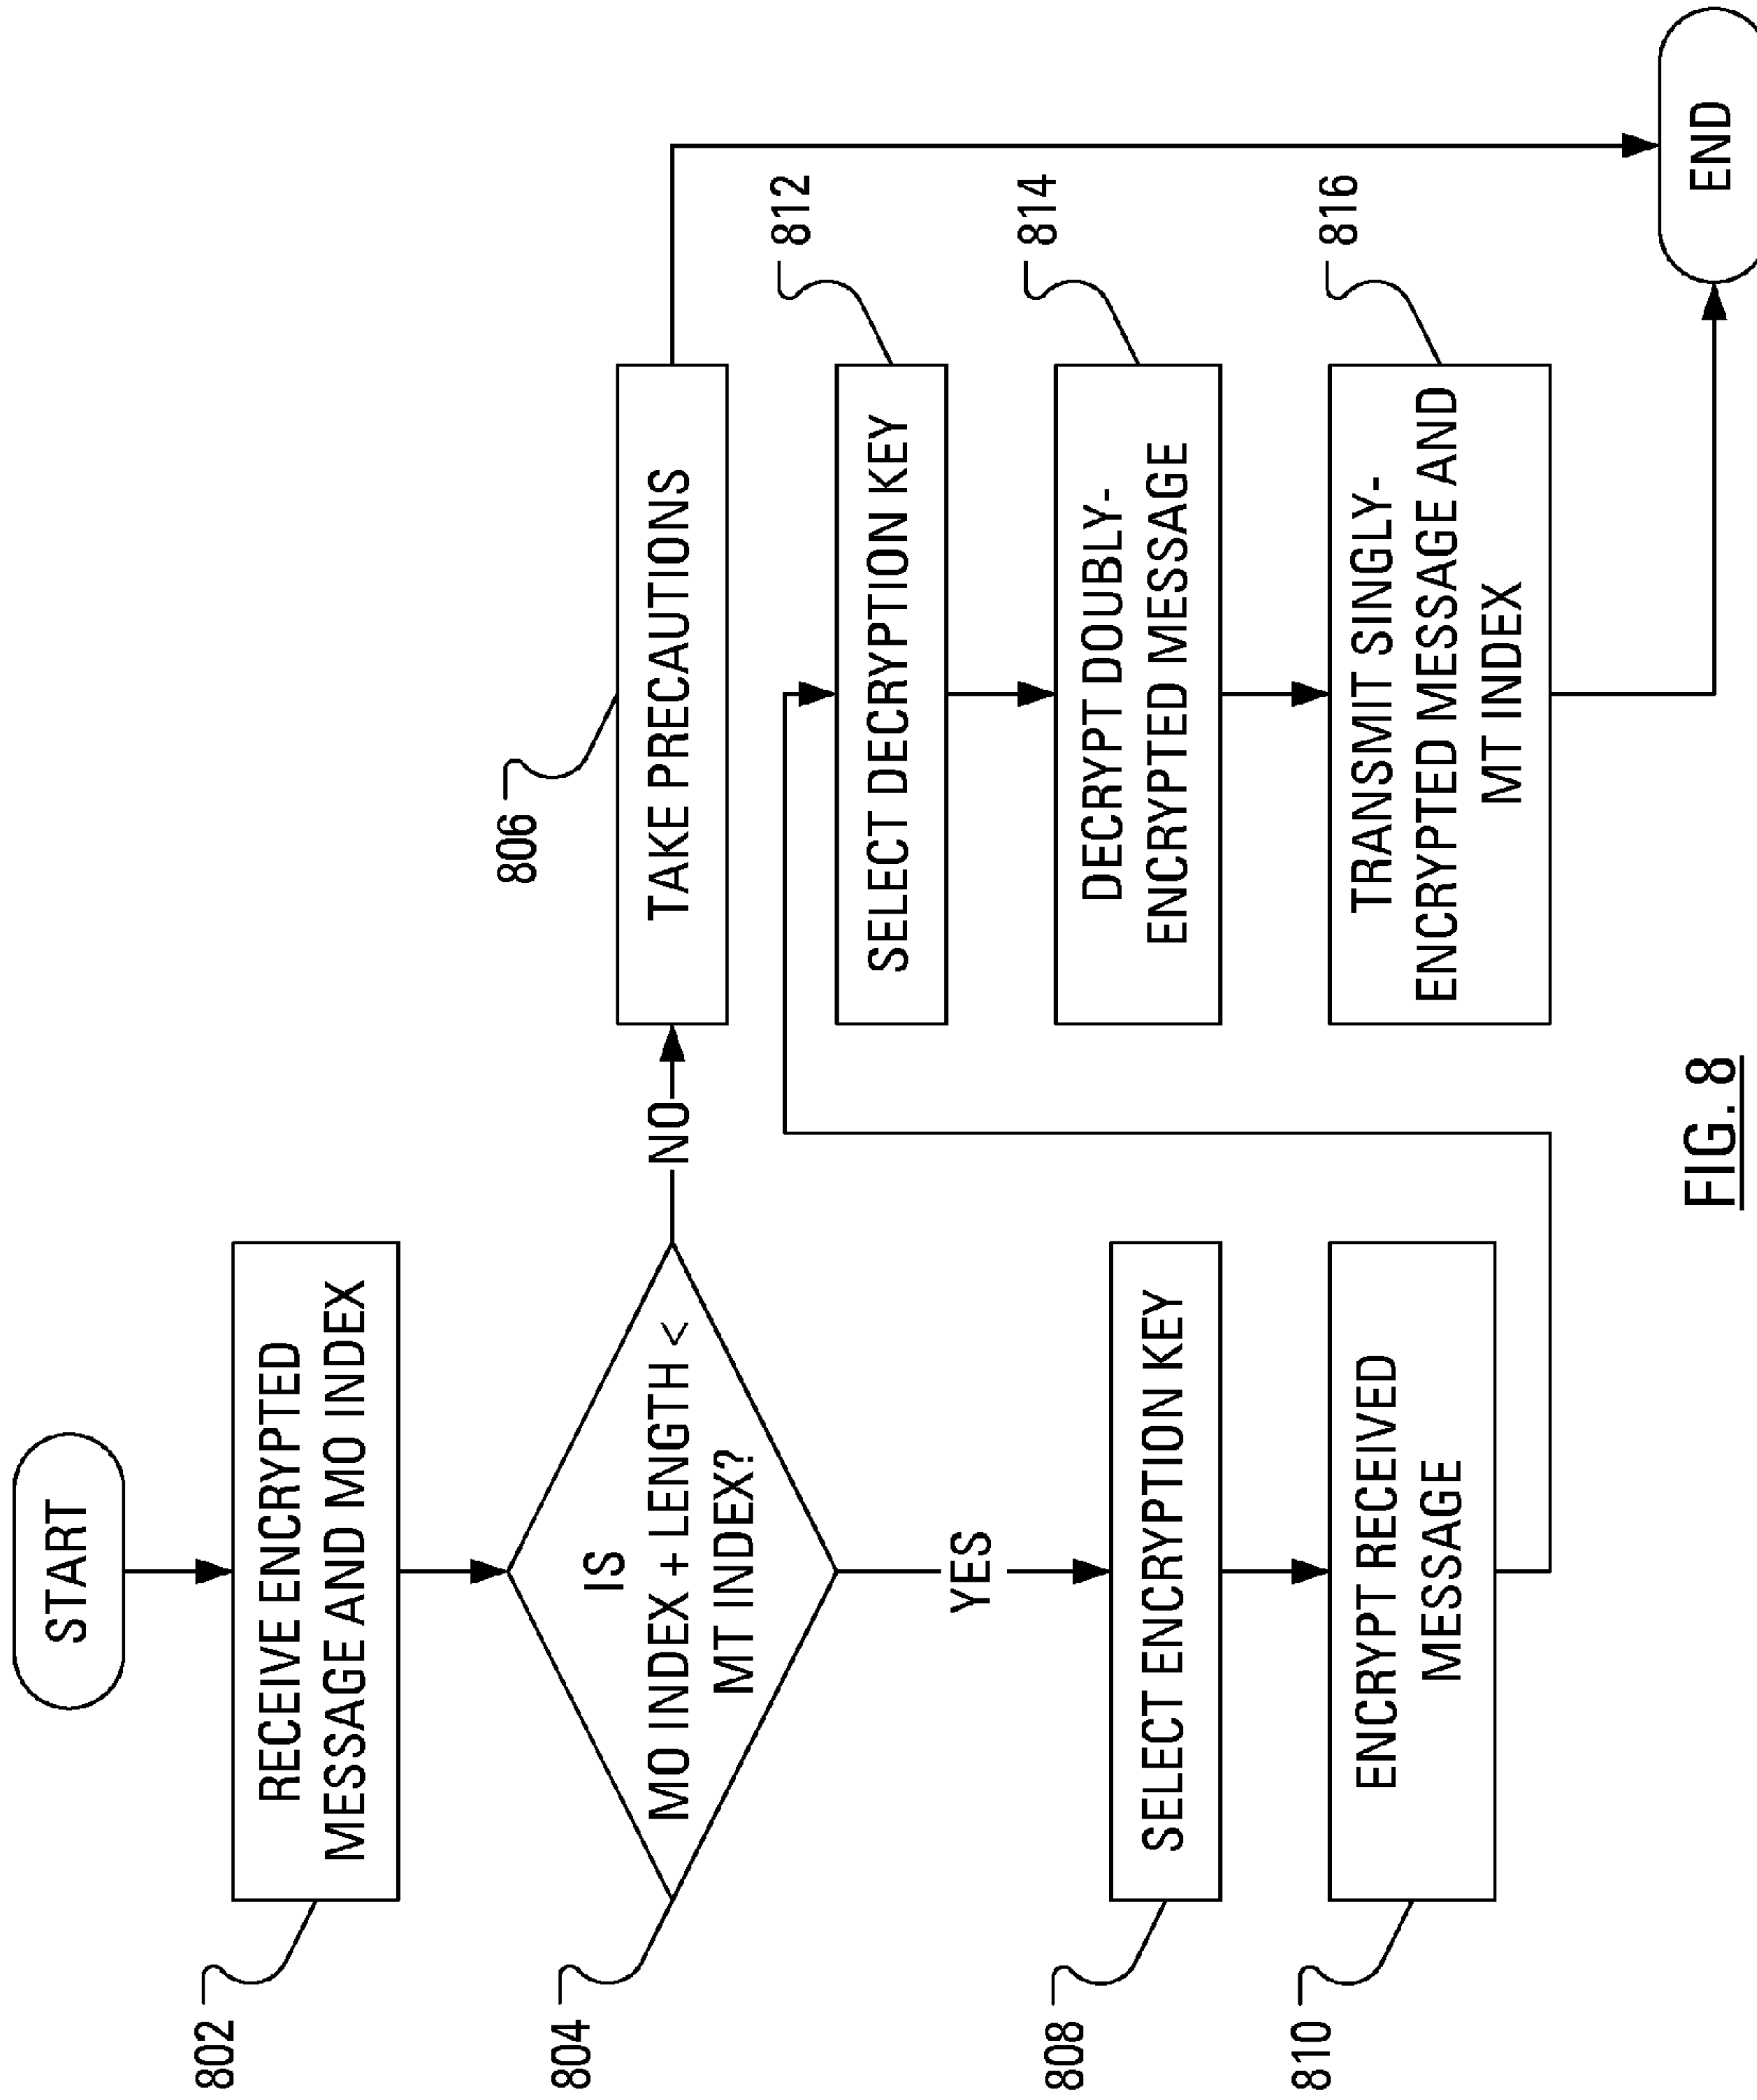 START
802
RECEIVE ENCRYPTED
MESSAGE AND MO INDEX
804
IS
MO INDEX + LENGTH <
MT INDEX?
NO
806
TAKE PRECAUTIONS
YES
808
SELECT ENCRYPTION KEY
810
ENCRYPT RECEIVED
MESSAGE
812
SELECT DECRYPTION KEY
814
DECRYPT DOUBLY-
ENCRYPTED MESSAGE
816
TRANSMIT SINGLY-
ENCRYPTED MESSAGE AND
MT INDEX
END
FIG. 8